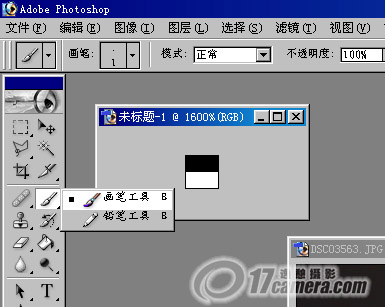 Adobe Photoshop
文件(F) 编辑(E) 图像(I) 图层(L) 选择(S) 滤镜(T) 视图(V)
画笔: 1 模式: 正常 不透明度: 100%
未标题-1 @ 1600%(RGB)
画笔工具 B
铅笔工具 B
DSC03563.JPG
17camera.com